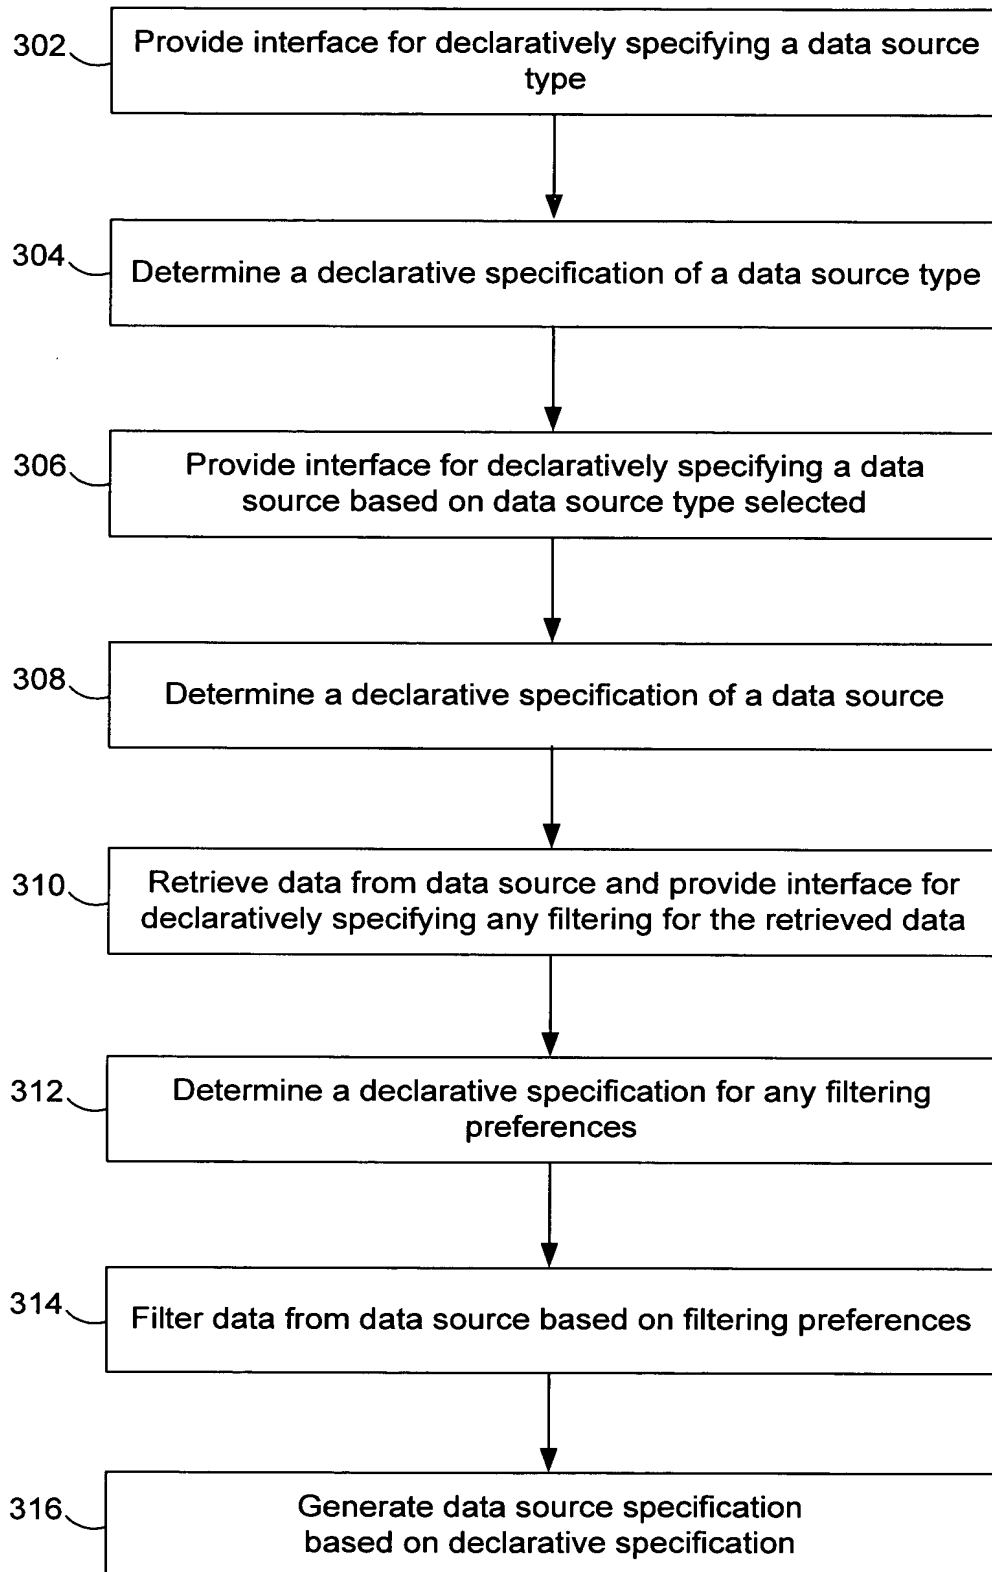 302
Provide interface for declaratively specifying a data source
type
304
Determine a declarative specification of a data source type
306
Provide interface for declaratively specifying a data
source based on data source type selected
308
Determine a declarative specification of a data source
310
Retrieve data from data source and provide interface for
declaratively specifying any filtering for the retrieved data
312
Determine a declarative specification for any filtering
preferences
314
Filter data from data source based on filtering preferences
316
Generate data source specification
based on declarative specification